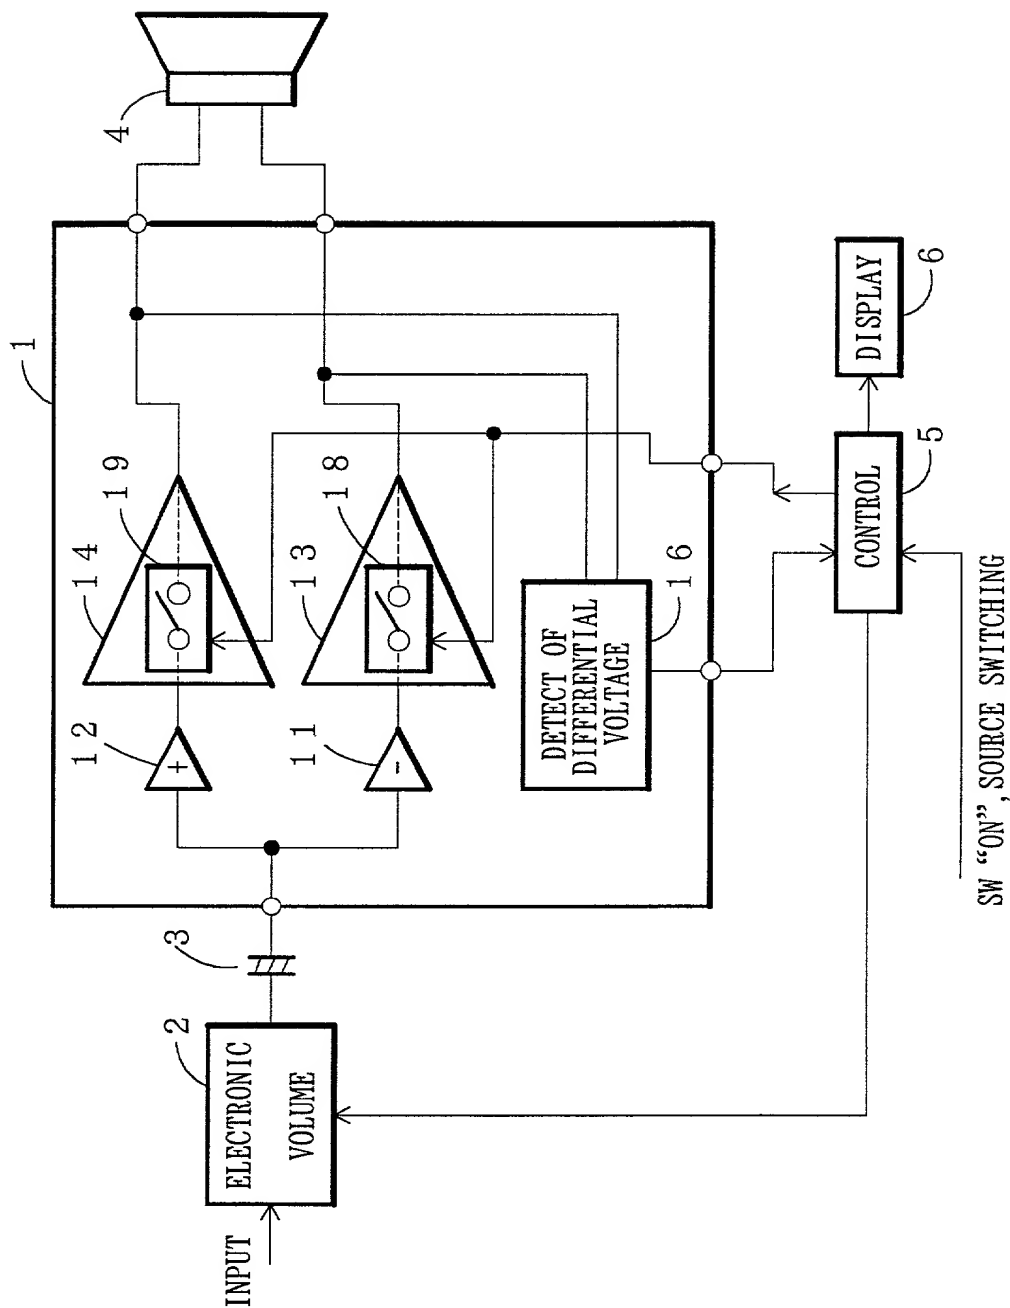 1
19
14
12
18
13
11
DETECT OF
DIFFERENTIAL
VOLTAGE
16
4
3
2
ELECTRONIC
VOLUME
INPUT
DISPLAY
6
CONTROL
5
SW “ON”, SOURCE SWITCHING